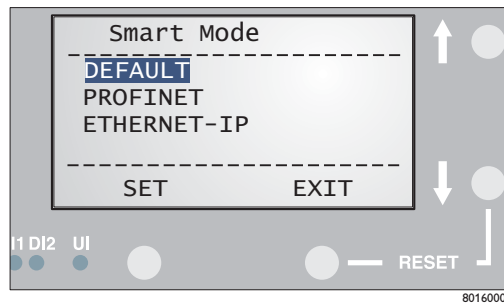 Smart Mode
DEFAULT
PROFINET
ETHERNET-IP
SET EXIT
DI2 UI
RESET
8016000